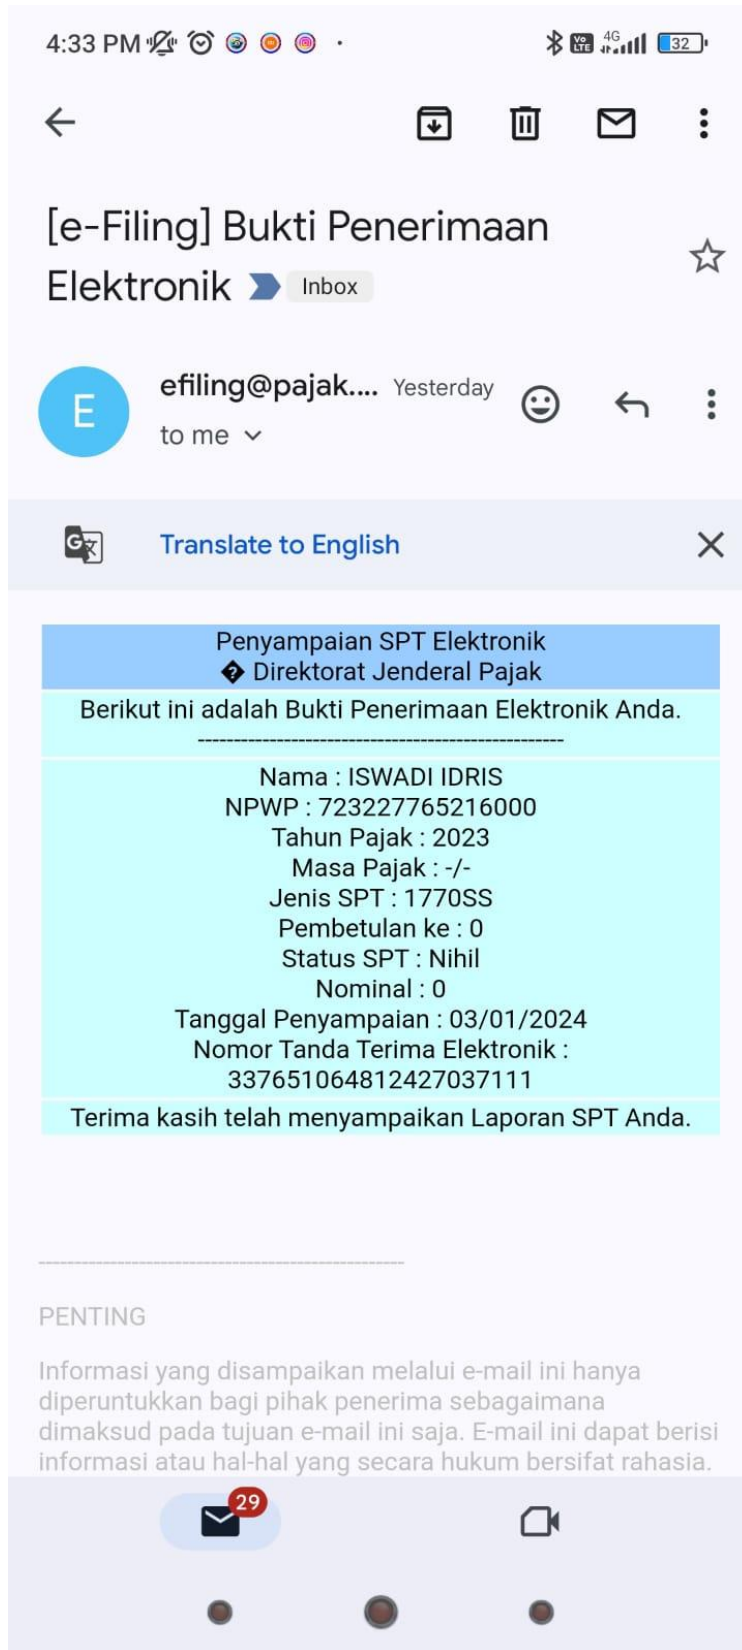 4:33 PM
Vo LTE 4G 32
[e-Filing] Bukti Penerimaan
Elektronik Inbox
E
efiling@pajak.... Yesterday
to me
Translate to English
Penyampaian SPT Elektronik
� Direktorat Jenderal Pajak
Berikut ini adalah Bukti Penerimaan Elektronik Anda.
--------------------------------------------------
Nama : ISWADI IDRIS
NPWP : 723227765216000
Tahun Pajak : 2023
Masa Pajak : -/-
Jenis SPT : 1770SS
Pembetulan ke : 0
Status SPT : Nihil
Nominal : 0
Tanggal Penyampaian : 03/01/2024
Nomor Tanda Terima Elektronik :
337651064812427037111
Terima kasih telah menyampaikan Laporan SPT Anda.
--------------------------------------------------
PENTING
Informasi yang disampaikan melalui e-mail ini hanya
diperuntukkan bagi pihak penerima sebagaimana
dimaksud pada tujuan e-mail ini saja. E-mail ini dapat berisi
informasi atau hal-hal yang secara hukum bersifat rahasia.
29